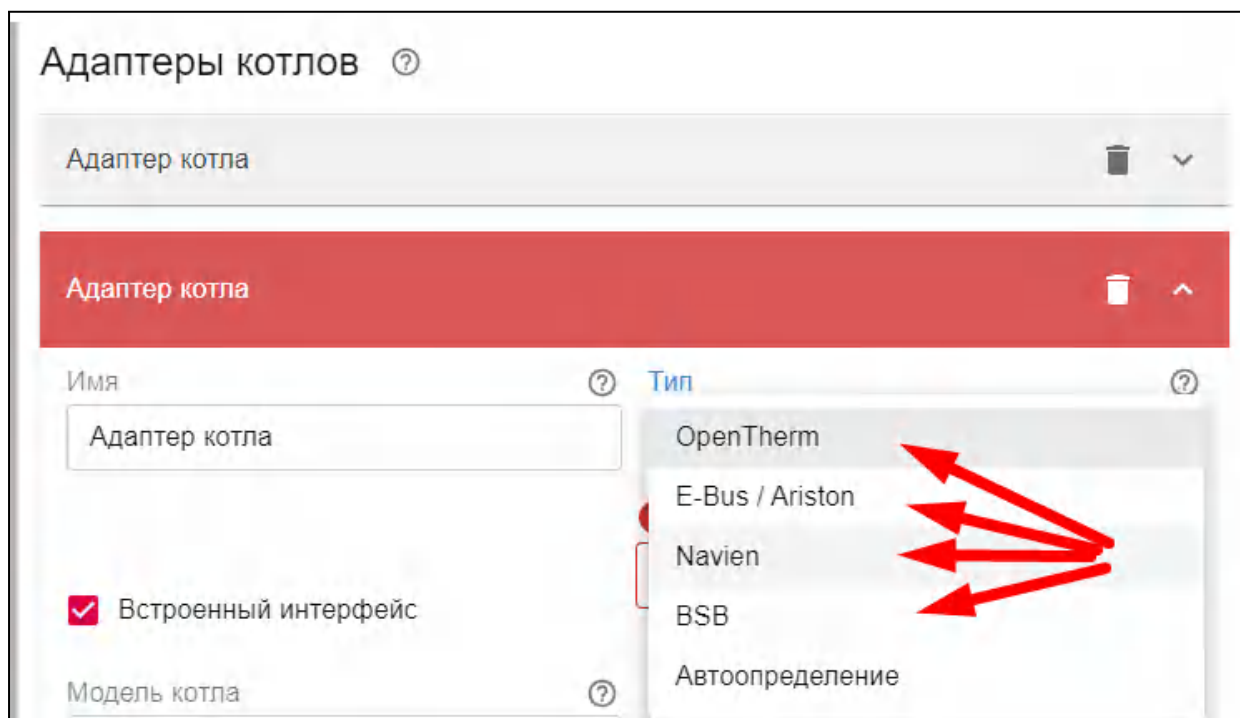 Адаптеры котлов
Адаптер котла
Адаптер котла
Имя
Тип
Адаптер котла
OpenTherm
E-Bus / Ariston
Navien
Встроенный интерфейс
BSB
Автоопределение
Модель котла